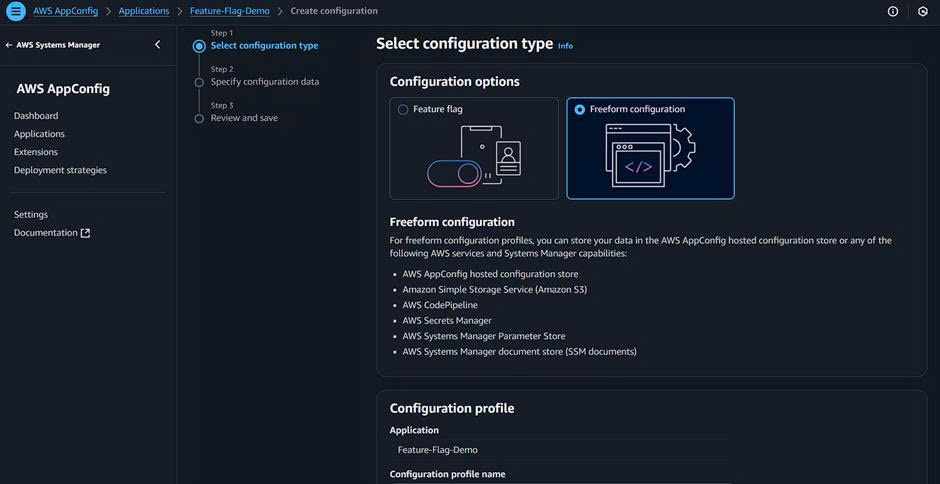 AWS AppConfig > Applications > Feature-Flag-Demo > Create configuration
AWS Systems Manager
AWS AppConfig
Dashboard
Applications
Extensions
Deployment strategies
Settings
Documentation
Step 1
Select configuration type
Step 2
Specify configuration data
Step 3
Review and save
Select configuration type Info
Configuration options
Feature flag
Freeform configuration
</>
Freeform configuration
For freeform configuration profiles, you can store your data in the AWS AppConfig hosted configuration store or any of the
following AWS services and Systems Manager capabilities:
• AWS AppConfig hosted configuration store
• Amazon Simple Storage Service (Amazon S3)
• AWS CodePipeline
• AWS Secrets Manager
• AWS Systems Manager Parameter Store
• AWS Systems Manager document store (SSM documents)
Configuration profile
Application
Feature-Flag-Demo
Configuration profile name